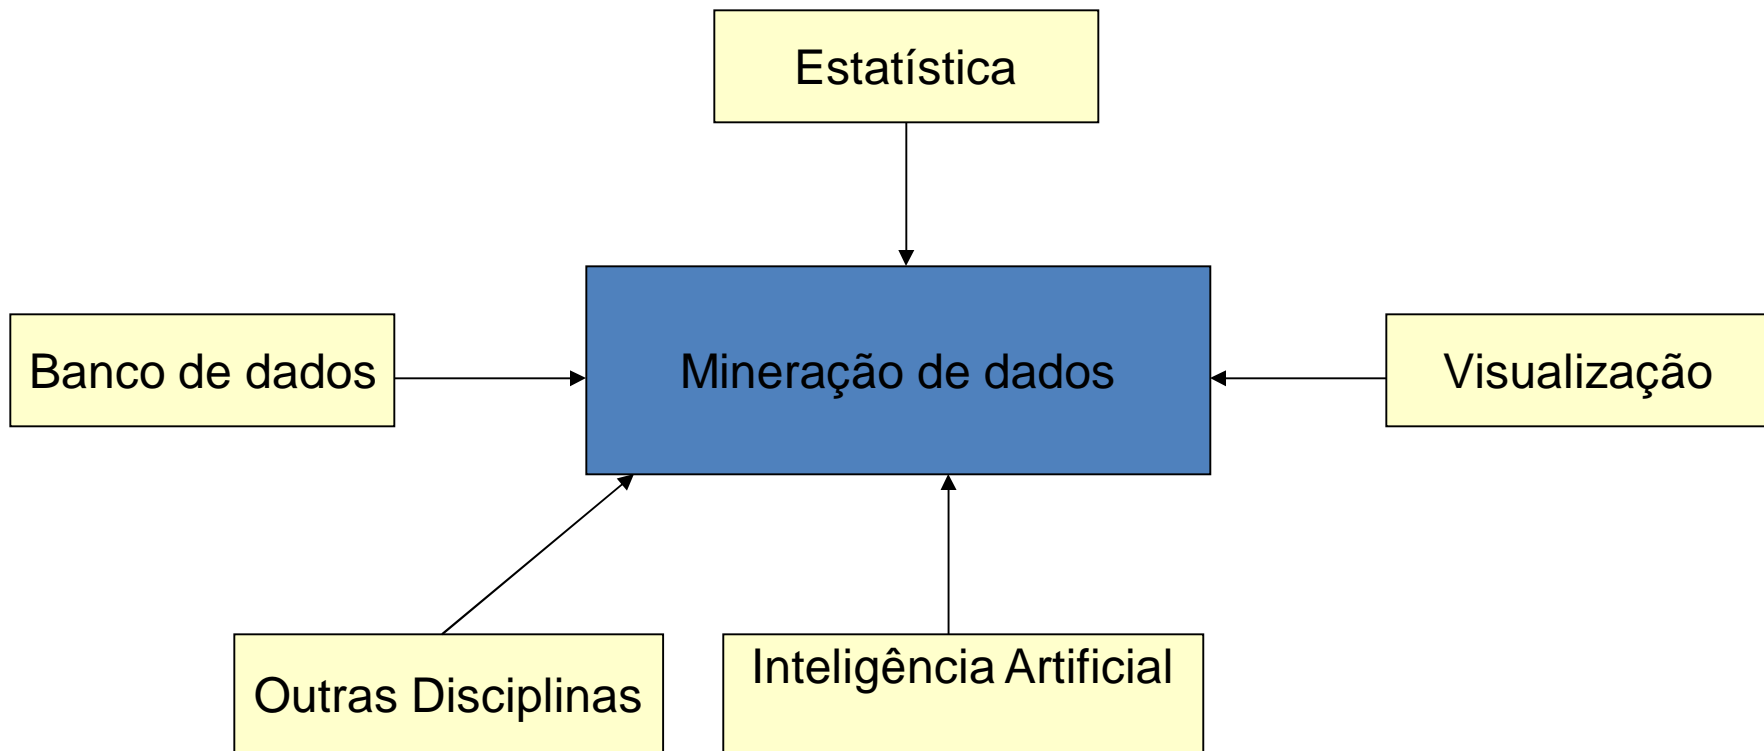 Estatística
Banco de dados
Mineração de dados
Visualização
Outras Disciplinas
Inteligência Artificial